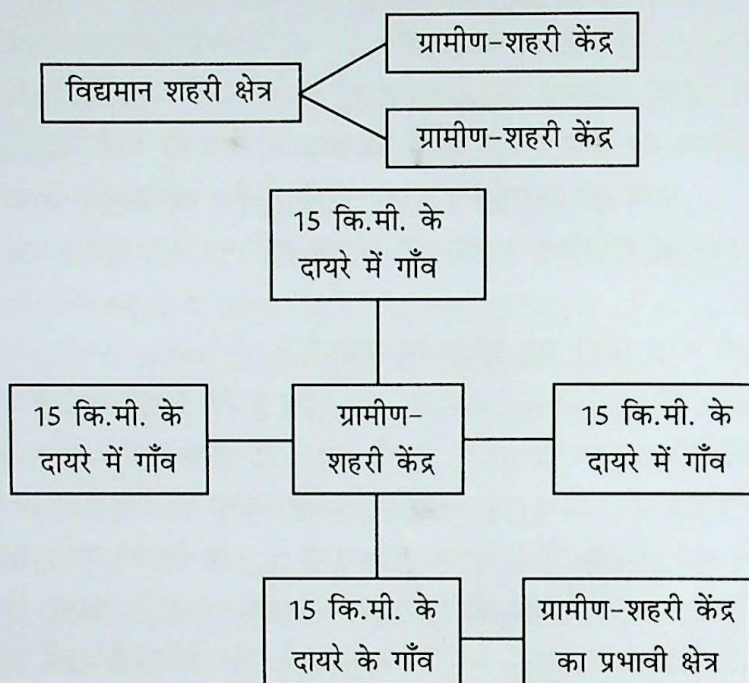 ग्रामीण-शहरी केंद्र
विद्यमान शहरी क्षेत्र
ग्रामीण-शहरी केंद्र
15 कि.मी. के
दायरे में गाँव
15 कि.मी. के
दायरे में गाँव
ग्रामीण-
शहरी केंद्र
15 कि.मी. के
दायरे में गाँव
15 कि.मी. के
दायरे के गाँव
ग्रामीण-शहरी केंद्र
का प्रभावी क्षेत्र